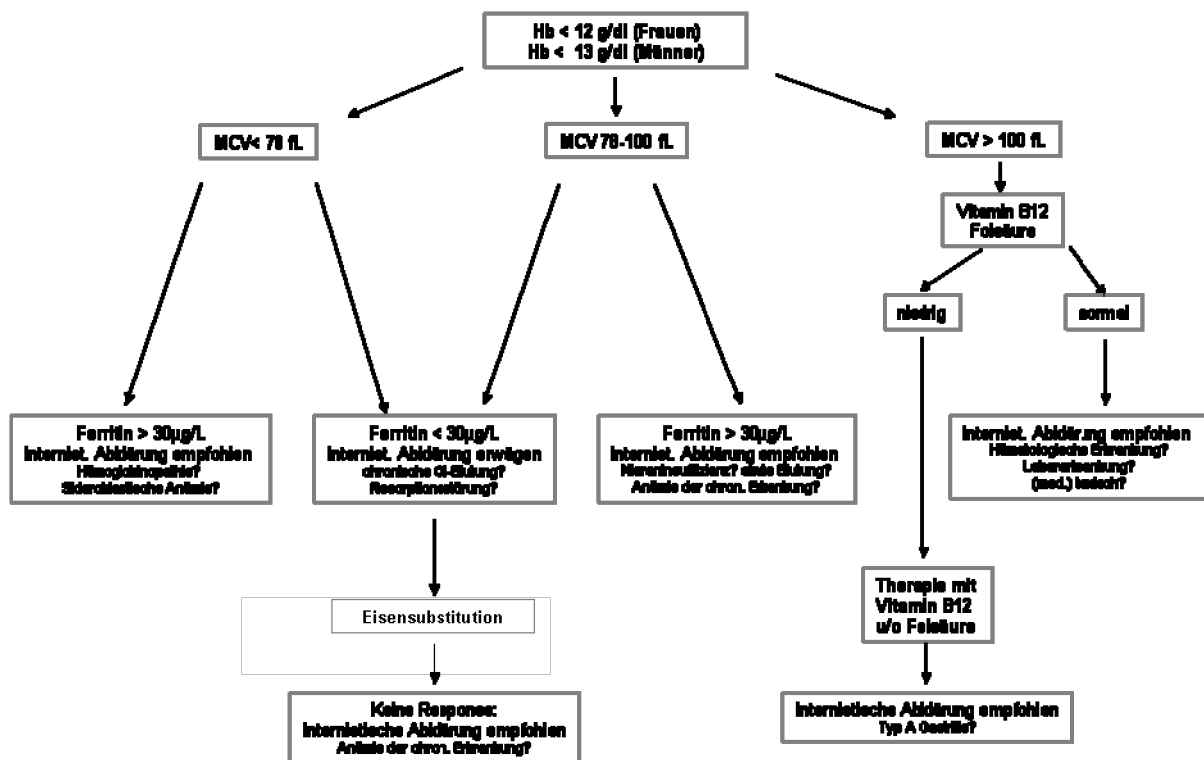 Hb < 12 g/dl (Frauen)
Hb < 13 g/dl (Männer)
MCV< 78 fL
MCV 78-100 fL
MCV > 100 fL
Vitamin B12
Folsäure
niedrig
normal
Ferritin > 30µg/L
Internist. Abklärung empfohlen
Hämoglobinopathie?
Sideroblastische Anämie?
Ferritin < 30µg/L
Internist. Abklärung erwägen
chronische GI-Blutung?
Resorptionsstörung?
Ferritin > 30µg/L
Internist. Abklärung empfohlen
Niereninsuffizienz? akute Blutung?
Anämie der chron. Erkrankung?
Internist. Abklärung empfohlen
Hämatologische Erkrankung?
Lebererkrankung?
(med.) toxisch?
Eisensubstitution
Therapie mit
Vitamin B12
u/o Folsäure
Keine Response:
Internistische Abklärung empfohlen
Anämie der chron. Erkrankung?
Internistische Abklärung empfohlen
Typ A Gastritis?